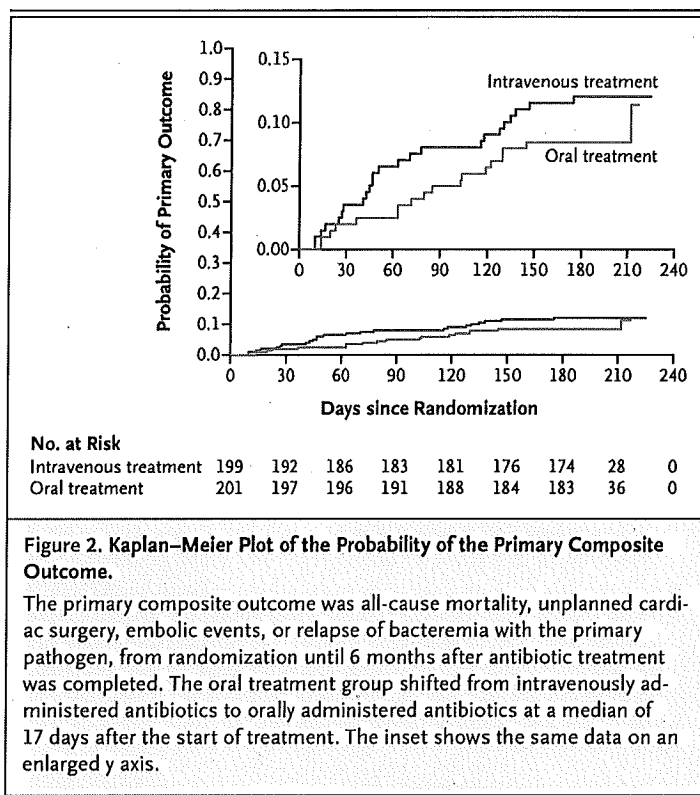 Probability of Primary Outcome
1.0
0.9
0.8
0.7
0.6
0.5
0.4
0.3
0.2
0.1
0.0
0.15
0.10
0.05
0.00
Intravenous treatment
Oral treatment
0 30 60 90 120 150 180 210 240
0 30 60 90 120 150 180 210 240
Days since Randomization
No. at Risk
Intravenous treatment 199 192 186 183 181 176 174 28 0
Oral treatment 201 197 196 191 188 184 183 36 0
Figure 2. Kaplan–Meier Plot of the Probability of the Primary Composite
Outcome.
The primary composite outcome was all-cause mortality, unplanned cardi-
ac surgery, embolic events, or relapse of bacteremia with the primary
pathogen, from randomization until 6 months after antibiotic treatment
was completed. The oral treatment group shifted from intravenously ad-
ministered antibiotics to orally administered antibiotics at a median of
17 days after the start of treatment. The inset shows the same data on an
enlarged y axis.